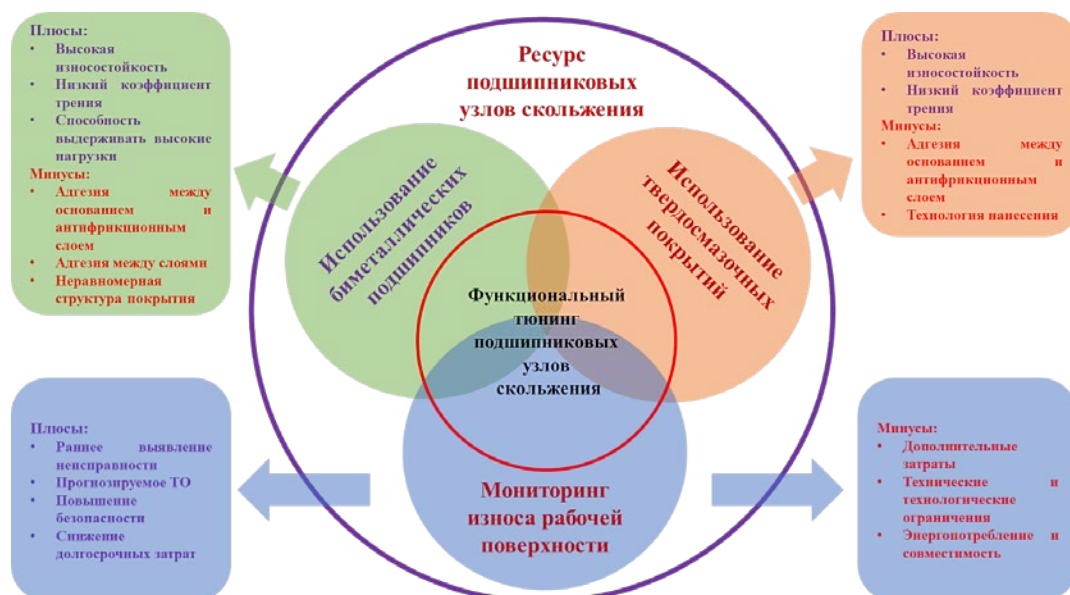 Плюсы:
• Высокая
износостойкость
• Низкий коэффициент
трения
• Способность
выдерживать высокие
нагрузки
Минусы:
• Адгезия между
основанием и
антифрикционным
слоем
• Адгезия между слоями
• Неравномерная
структура покрытия
Ресурс
подшипниковых
узлов скольжения
Использование
биметаллических
подшипников
Использование
твердосмазочных
покрытий
Функциональный
тюнинг
подшипниковых
узлов
скольжения
Мониторинг
износа рабочей
поверхности
Плюсы:
• Высокая
износостойкость
• Низкий коэффициент
трения
Минусы:
• Адгезия между
основанием и
антифрикционным
слоем
• Технология нанесения
Плюсы:
• Раннее выявление
неисправности
• Прогнозируемое ТО
• Повышение
безопасности
• Снижение
долгосрочных затрат
Минусы:
• Дополнительные
затраты
• Технические и
технологические
ограничения
• Энергопотребление и
совместимость